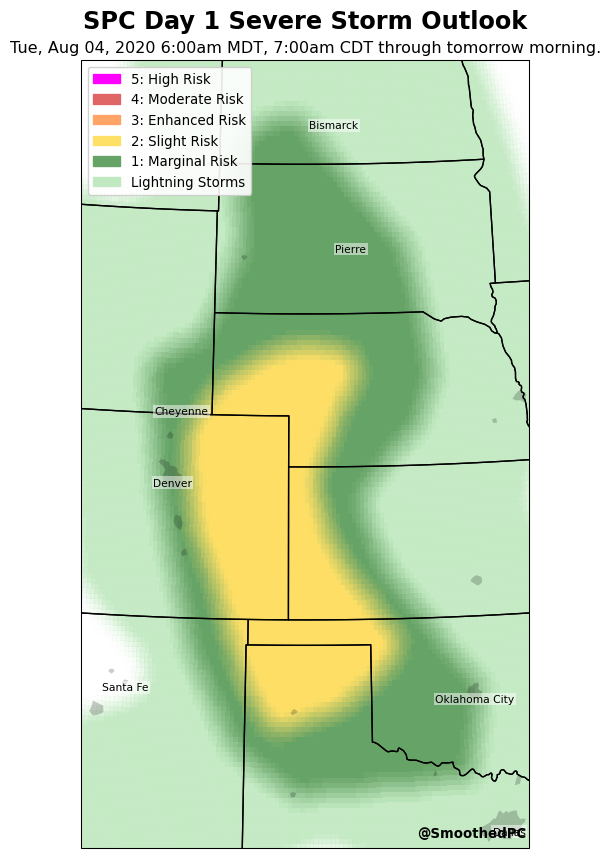 SPC Day 1 Severe Storm Outlook
Tue, Aug 04, 2020 6:00am MDT, 7:00am CDT through tomorrow morning.
5: High Risk
4: Moderate Risk
3: Enhanced Risk
2: Slight Risk
1: Marginal Risk
Lightning Storms
Bismarck
Pierre
Cheyenne
Denver
Santa Fe
Oklahoma City
@SmoothedPC